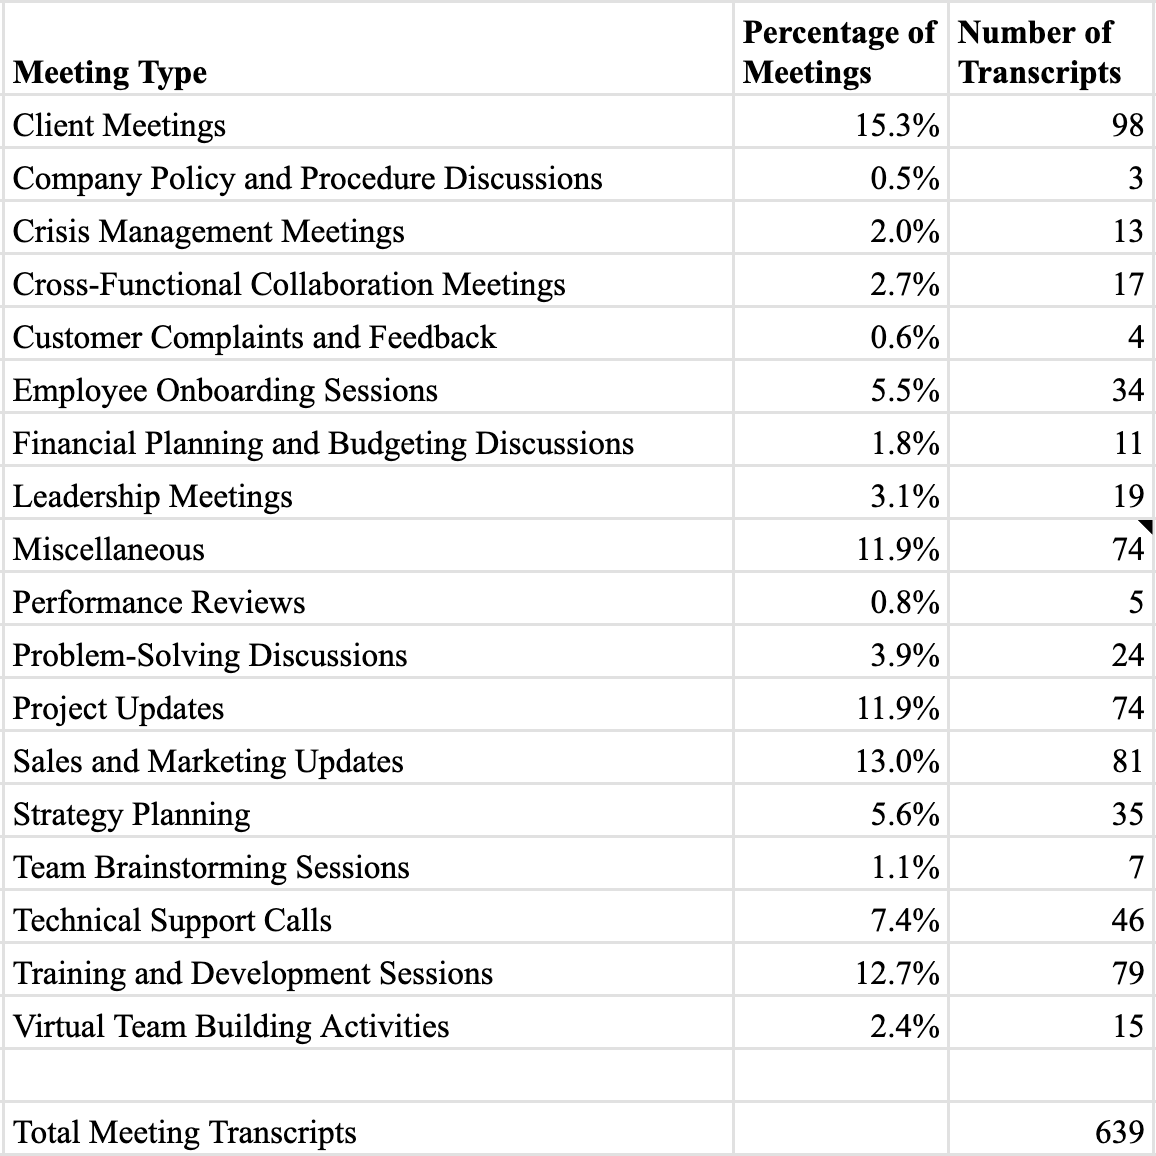 Meeting Type Percentage of Meetings Number of Transcripts
Client Meetings 15.3% 98
Company Policy and Procedure Discussions 0.5% 3
Crisis Management Meetings 2.0% 13
Cross-Functional Collaboration Meetings 2.7% 17
Customer Complaints and Feedback 0.6% 4
Employee Onboarding Sessions 5.5% 34
Financial Planning and Budgeting Discussions 1.8% 11
Leadership Meetings 3.1% 19
Miscellaneous 11.9% 74
Performance Reviews 0.8% 5
Problem-Solving Discussions 3.9% 24
Project Updates 11.9% 74
Sales and Marketing Updates 13.0% 81
Strategy Planning 5.6% 35
Team Brainstorming Sessions 1.1% 7
Technical Support Calls 7.4% 46
Training and Development Sessions 12.7% 79
Virtual Team Building Activities 2.4% 15
Total Meeting Transcripts 639